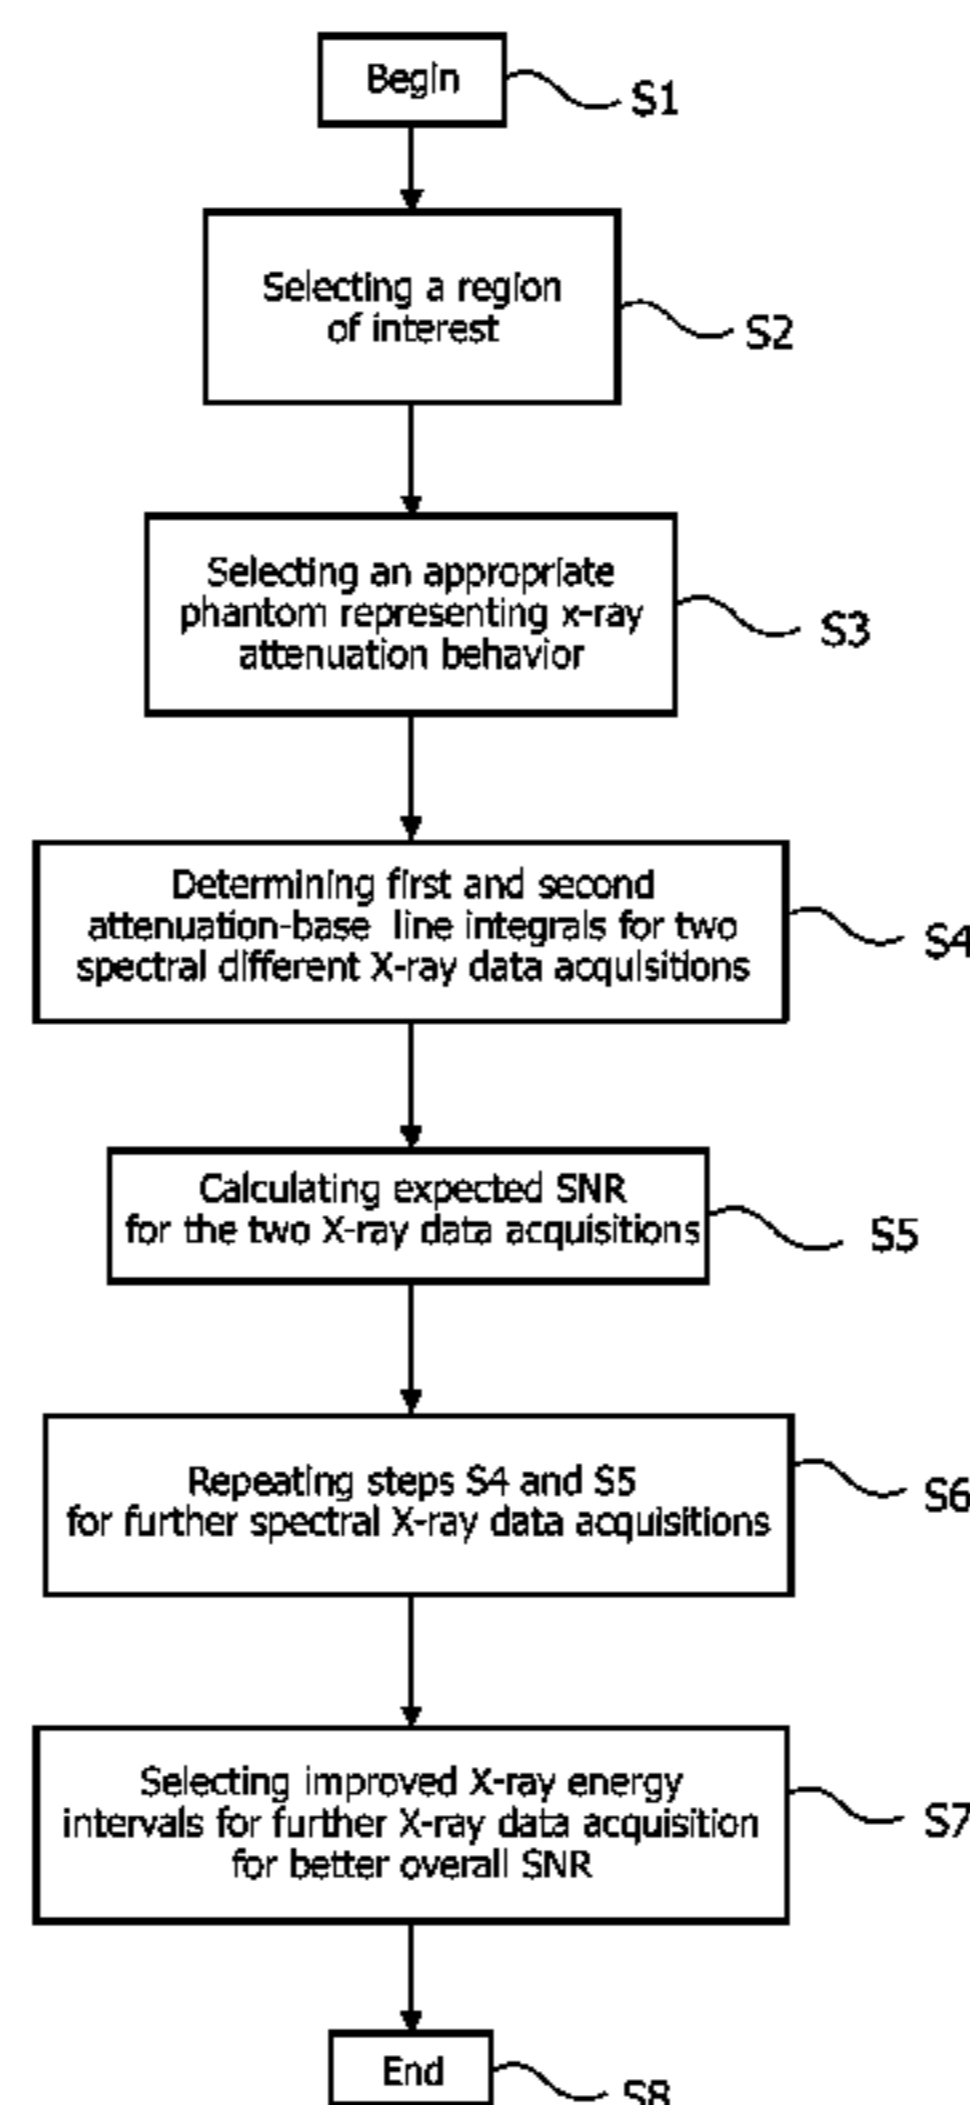 Begin
S1
Selecting a region
of interest
S2
Selecting an appropriate
phantom representing x-ray
attenuation behavior
S3
Determining first and second
attenuation-base line integrals for two
spectral different X-ray data acquisitions
S4
Calculating expected SNR
for the two X-ray data acquisitions
S5
Repeating steps S4 and S5
for further spectral X-ray data acquisitions
S6
Selecting improved X-ray energy
intervals for further X-ray data acquisition
for better overall SNR
S7
End
S8